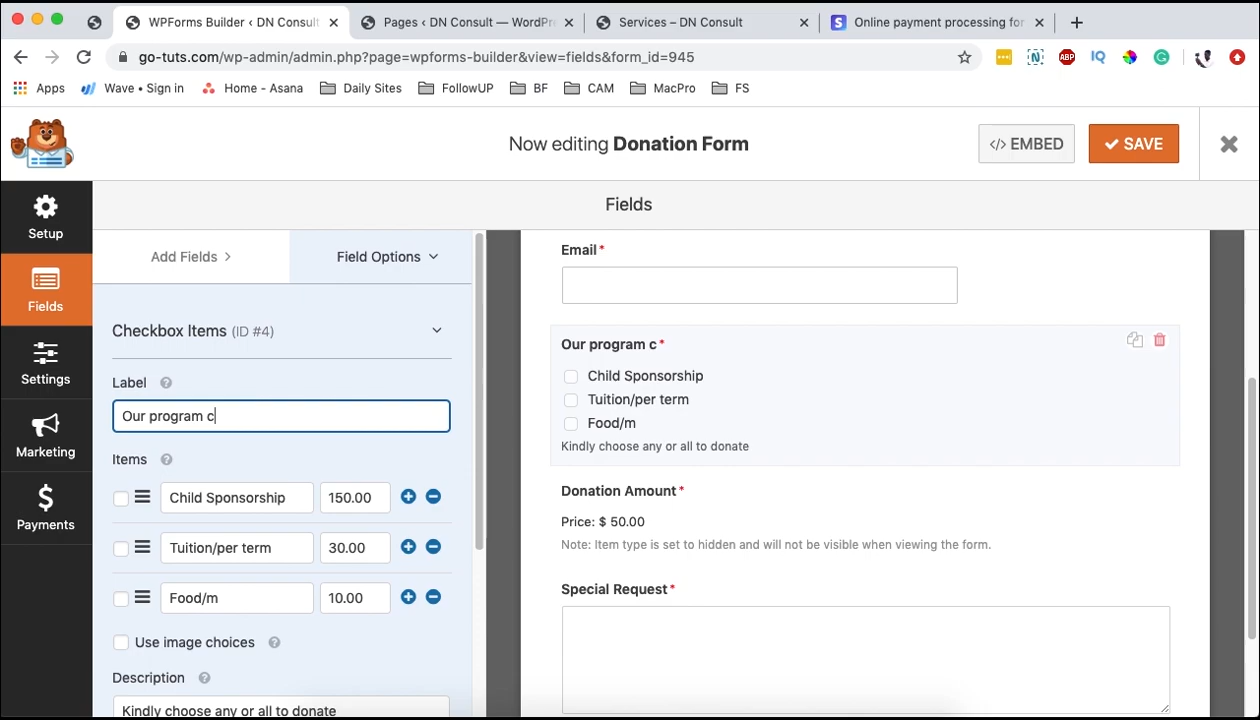 WPForms Builder ‹ DN Consult
Pages ‹ DN Consult — WordPre
Services – DN Consult
Online payment processing for
go-tuts.com/wp-admin/admin.php?page=wpforms-builder&view=fields&form_id=945
Apps
Wave • Sign in
Home - Asana
Daily Sites
FollowUP
BF
CAM
MacPro
FS
Now editing Donation Form
</> EMBED
SAVE
Fields
Setup
Fields
Settings
Marketing
Payments
Add Fields
Field Options
Checkbox Items (ID #4)
Label
Our program c
Items
Child Sponsorship 150.00
Tuition/per term 30.00
Food/m 10.00
Use image choices
Description
Kindly choose any or all to donate
Email *
Our program c *
Child Sponsorship
Tuition/per term
Food/m
Kindly choose any or all to donate
Donation Amount *
Price: $ 50.00
Note: Item type is set to hidden and will not be visible when viewing the form.
Special Request *